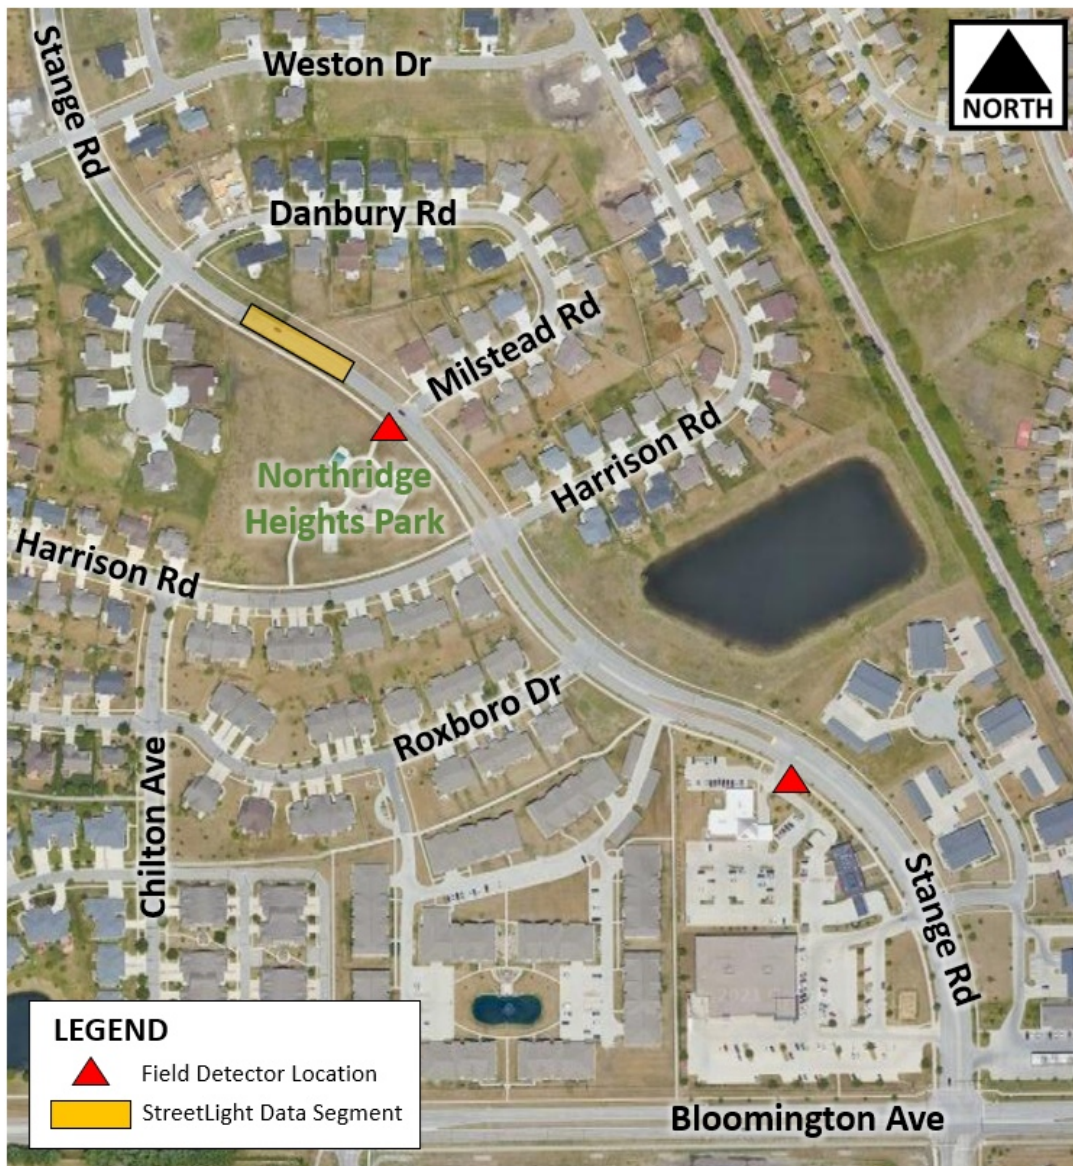 Weston Dr
Stange Rd
NORTH
Danbury Rd
Milstead Rd
Harrison Rd
Northridge
Heights Park
Harrison Rd
Roxboro Dr
Chilton Ave
Stange Rd
LEGEND
Field Detector Location
StreetLight Data Segment
Bloomington Ave